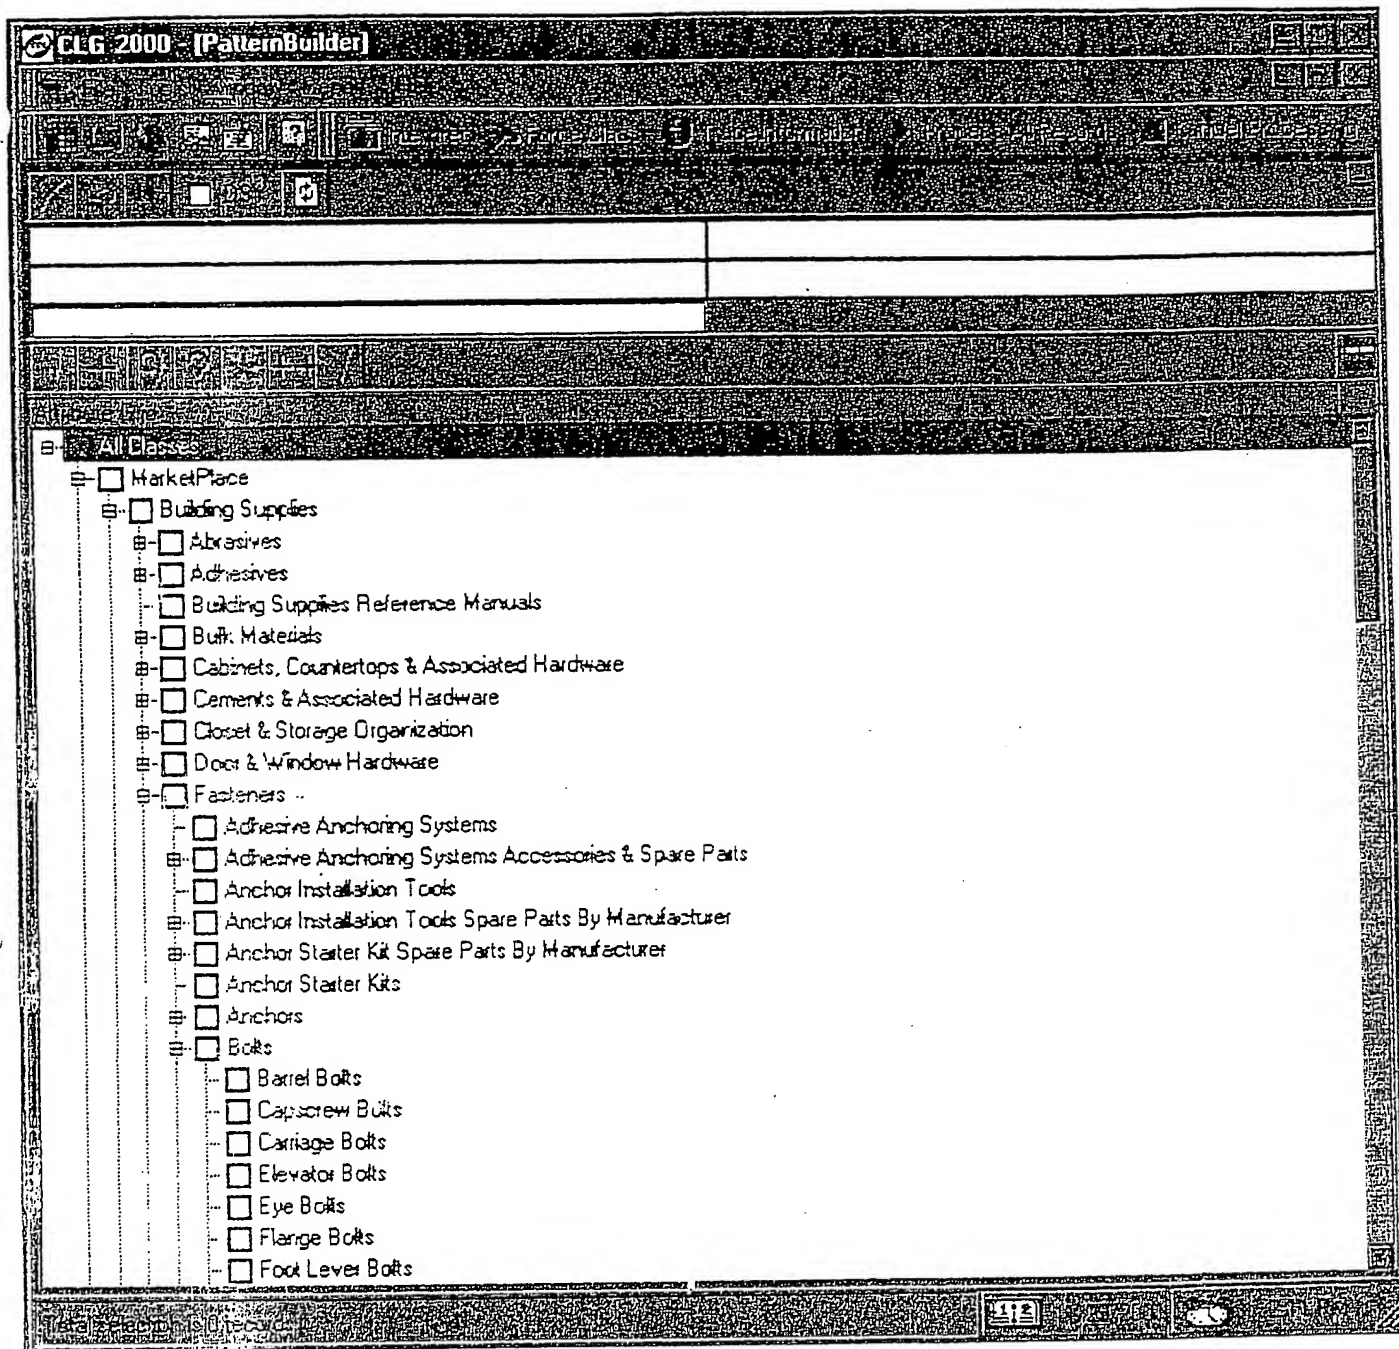 CLG 2000 - [PatternBuilder]
All Classes
MarketPlace
Building Supplies
Abrasives
Adhesives
Building Supplies Reference Manuals
Bulk Materials
Cabinets, Countertops & Associated Hardware
Cements & Associated Hardware
Closet & Storage Organization
Door & Window Hardware
Fasteners
Adhesive Anchoring Systems
Adhesive Anchoring Systems Accessories & Spare Parts
Anchor Installation Tools
Anchor Installation Tools Spare Parts By Manufacturer
Anchor Starter Kit Spare Parts By Manufacturer
Anchor Starter Kits
Anchors
Bolts
Barrel Bolts
Capscrew Bolts
Carriage Bolts
Elevator Bolts
Eye Bolts
Flange Bolts
Foot Lever Bolts